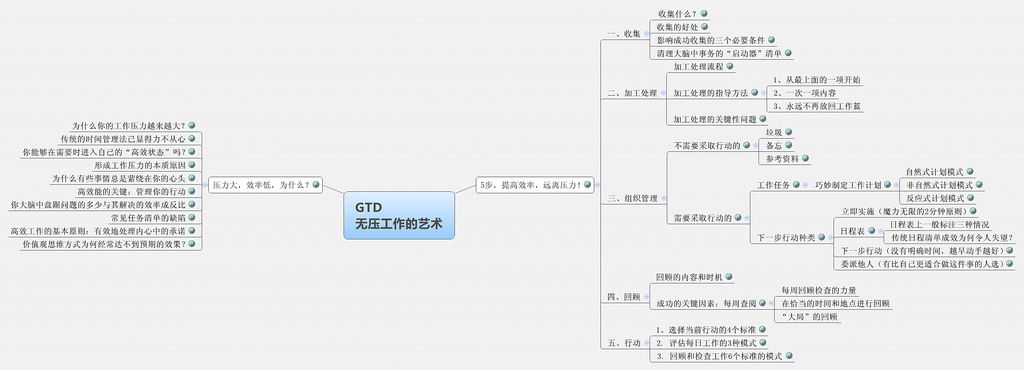 GTD
无压工作的艺术
压力大，效率低，为什么？
为什么你的工作压力越来越大？
传统的时间管理法已显得力不从心
你能够在需要时进入自己的“高效状态”吗？
形成工作压力的本质原因
为什么有些事情总是萦绕在你的心头
高效能的关键：管理你的行动
你大脑中盘踞问题的多少与其解决的效率成反比
常见任务清单的缺陷
高效工作的基本原则：有效地处理内心中的承诺
价值观思维方式为何经常达不到预期的效果？
5步，提高效率，远离压力！
一、收集
收集什么？
收集的好处
影响成功收集的三个必要条件
清理大脑中事务的“启动器”清单
二、加工处理
加工处理流程
加工处理的指导方法
1、从最上面的一项开始
2、一次一项内容
3、永远不再放回工作蓝
加工处理的关键性问题
三、组织管理
不需要采取行动的
垃圾
备忘
参考资料
需要采取行动的
工作任务
巧妙制定工作计划
自然式计划模式
非自然式计划模式
反应式计划模式
下一步行动种类
立即实施（魔力无限的2分钟原则）
日程表
日程表上一般标注三种情况
传统日程清单成效为何令人失望？
下一步行动（没有明确时间，越早动手越好）
委派他人（有比自己更适合做这件事的人选）
四、回顾
回顾的内容和时机
成功的关键因素：每周查阅
每周回顾检查的力量
在恰当的时间和地点进行回顾
“大局”的回顾
五、行动
1、选择当前行动的4个标准
2. 评估每日工作的3种模式
3. 回顾和检查工作6个标准的模式